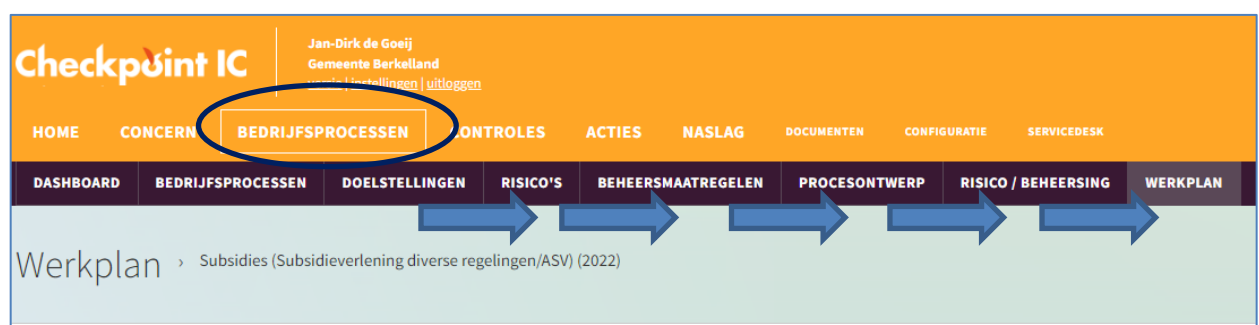 Checkpoint IC
Jan-Dirk de Goeij
Gemeente Berkelland
versie | instellingen | uitloggen
HOME CONCERN BEDRIJFSPROCESSEN CONTROLES ACTIES NASLAG DOCUMENTEN CONFIGURATIE SERVICEDESK
DASHBOARD BEDRIJFSPROCESSEN DOELSTELLINGEN RISICO'S BEHEERSMAATREGELEN PROCESONTWERP RISICO / BEHEERSING WERKPLAN
Werkplan › Subsidies (Subsidieverlening diverse regelingen/ASV) (2022)